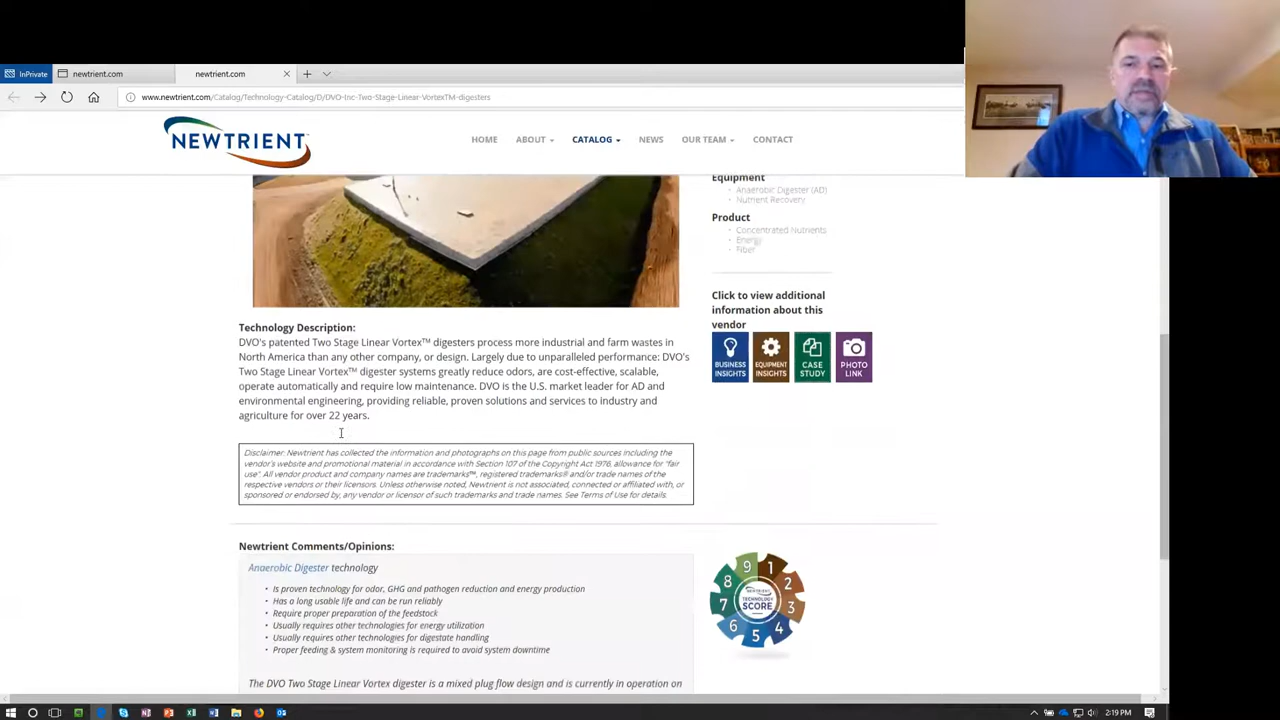 InPrivate
newtrient.com
newtrient.com
www.newtrient.com/Catalog/Technology-Catalog/D/DVO-Inc-Two-Stage-Linear-VortexTM-digesters
NEWTRIENT™
HOME ABOUT CATALOG NEWS OUR TEAM CONTACT
Equipment
• Anaerobic Digester (AD)
• Nutrient Recovery
Product
• Concentrated Nutrients
• Energy
• Fiber
Click to view additional
information about this
vendor
BUSINESS INSIGHTS
EQUIPMENT INSIGHTS
CASE STUDY
PHOTO LINK
Technology Description:
DVO's patented Two Stage Linear Vortex™ digesters process more industrial and farm wastes in
North America than any other company, or design. Largely due to unparalleled performance: DVO's
Two Stage Linear Vortex™ digester systems greatly reduce odors, are cost-effective, scalable,
operate automatically and require low maintenance. DVO is the U.S. market leader for AD and
environmental engineering, providing reliable, proven solutions and services to industry and
agriculture for over 22 years.
Disclaimer: Newtrient has collected the information and photographs on this page from public sources including the
vendor's website and promotional material in accordance with Section 107 of the Copyright Act 1976, allowance for "fair
use". All vendor product and company names are trademarks™, registered trademarks® and/or trade names of the
respective vendors or their licensors. Unless otherwise noted, Newtrient is not associated, connected or affiliated with, or
sponsored or endorsed by, any vendor or licensor of such trademarks and trade names. See Terms of Use for details.
Newtrient Comments/Opinions:
Anaerobic Digester technology
• Is proven technology for odor, GHG and pathogen reduction and energy production
• Has a long usable life and can be run reliably
• Require proper preparation of the feedstock
• Usually requires other technologies for energy utilization
• Usually requires other technologies for digestate handling
• Proper feeding & system monitoring is required to avoid system downtime
The DVO Two Stage Linear Vortex digester is a mixed plug flow design and is currently in operation on
9 1
8 2
7 3
6 5 4
NEWTRIENT
TECHNOLOGY
SCORE
2:19 PM